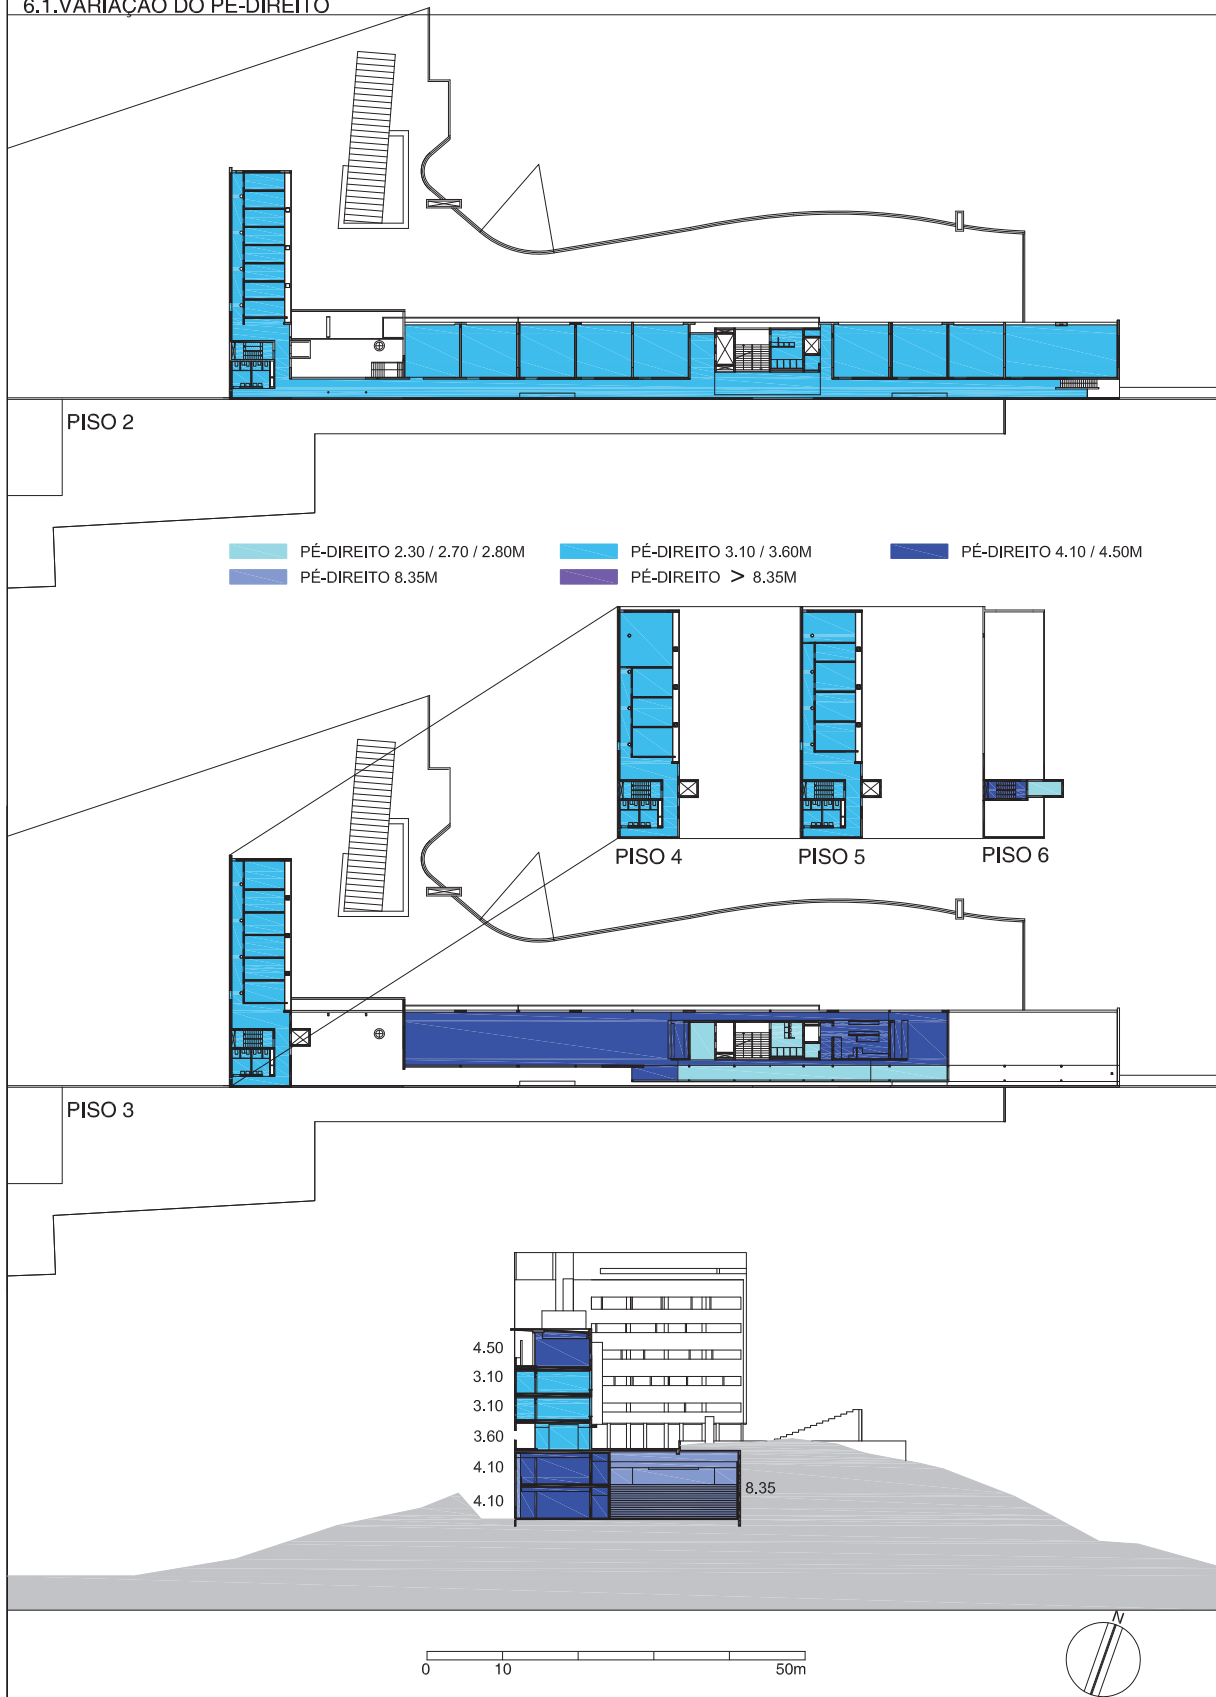 6.1.VARIAÇÃO DO PÉ-DIREITO
PISO 2
PÉ-DIREITO 2.30 / 2.70 / 2.80M
PÉ-DIREITO 3.10 / 3.60M
PÉ-DIREITO 4.10 / 4.50M
PÉ-DIREITO 8.35M
PÉ-DIREITO > 8.35M
PISO 4
PISO 5
PISO 6
PISO 3
4.50
3.10
3.10
3.60
4.10
4.10
8.35
N
0
10
50m